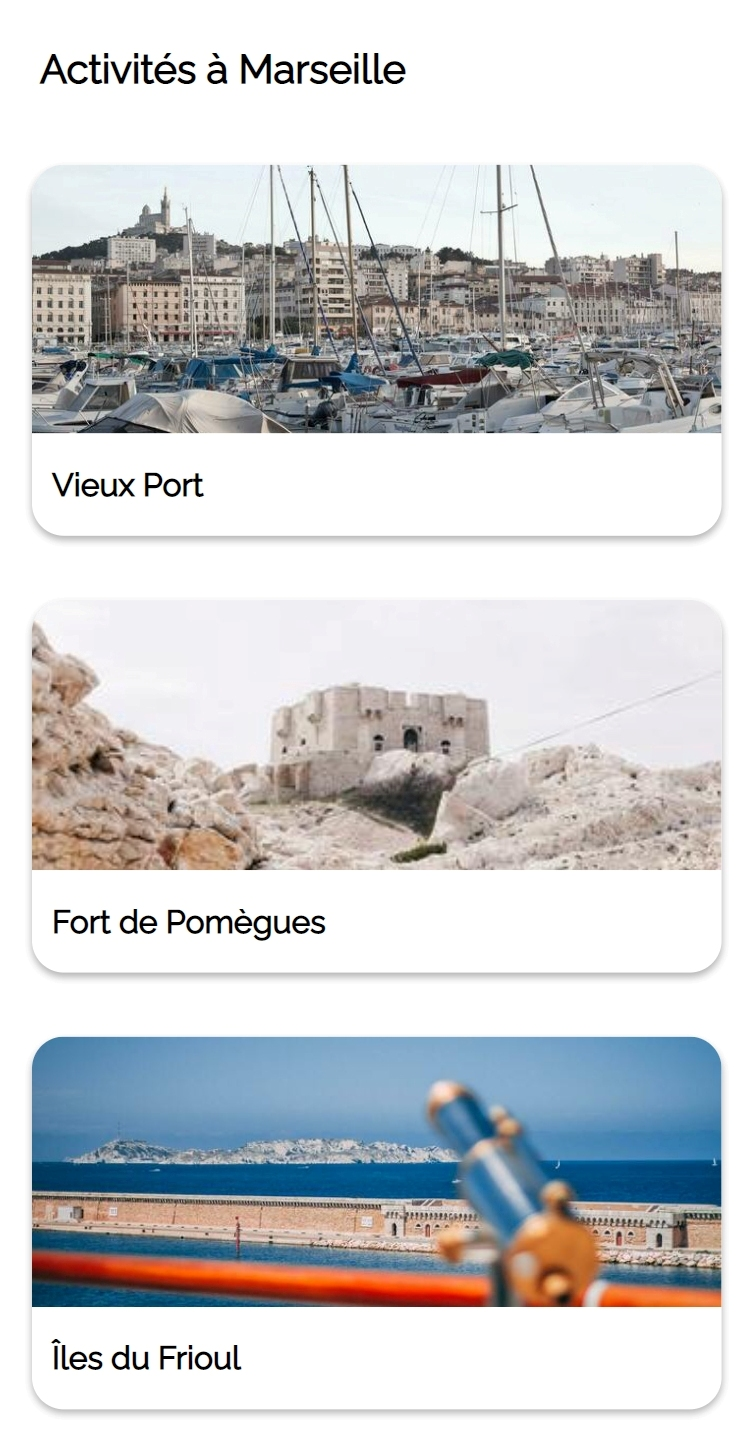 Activités à Marseille
Vieux Port
Fort de Pomègues
Îles du Frioul